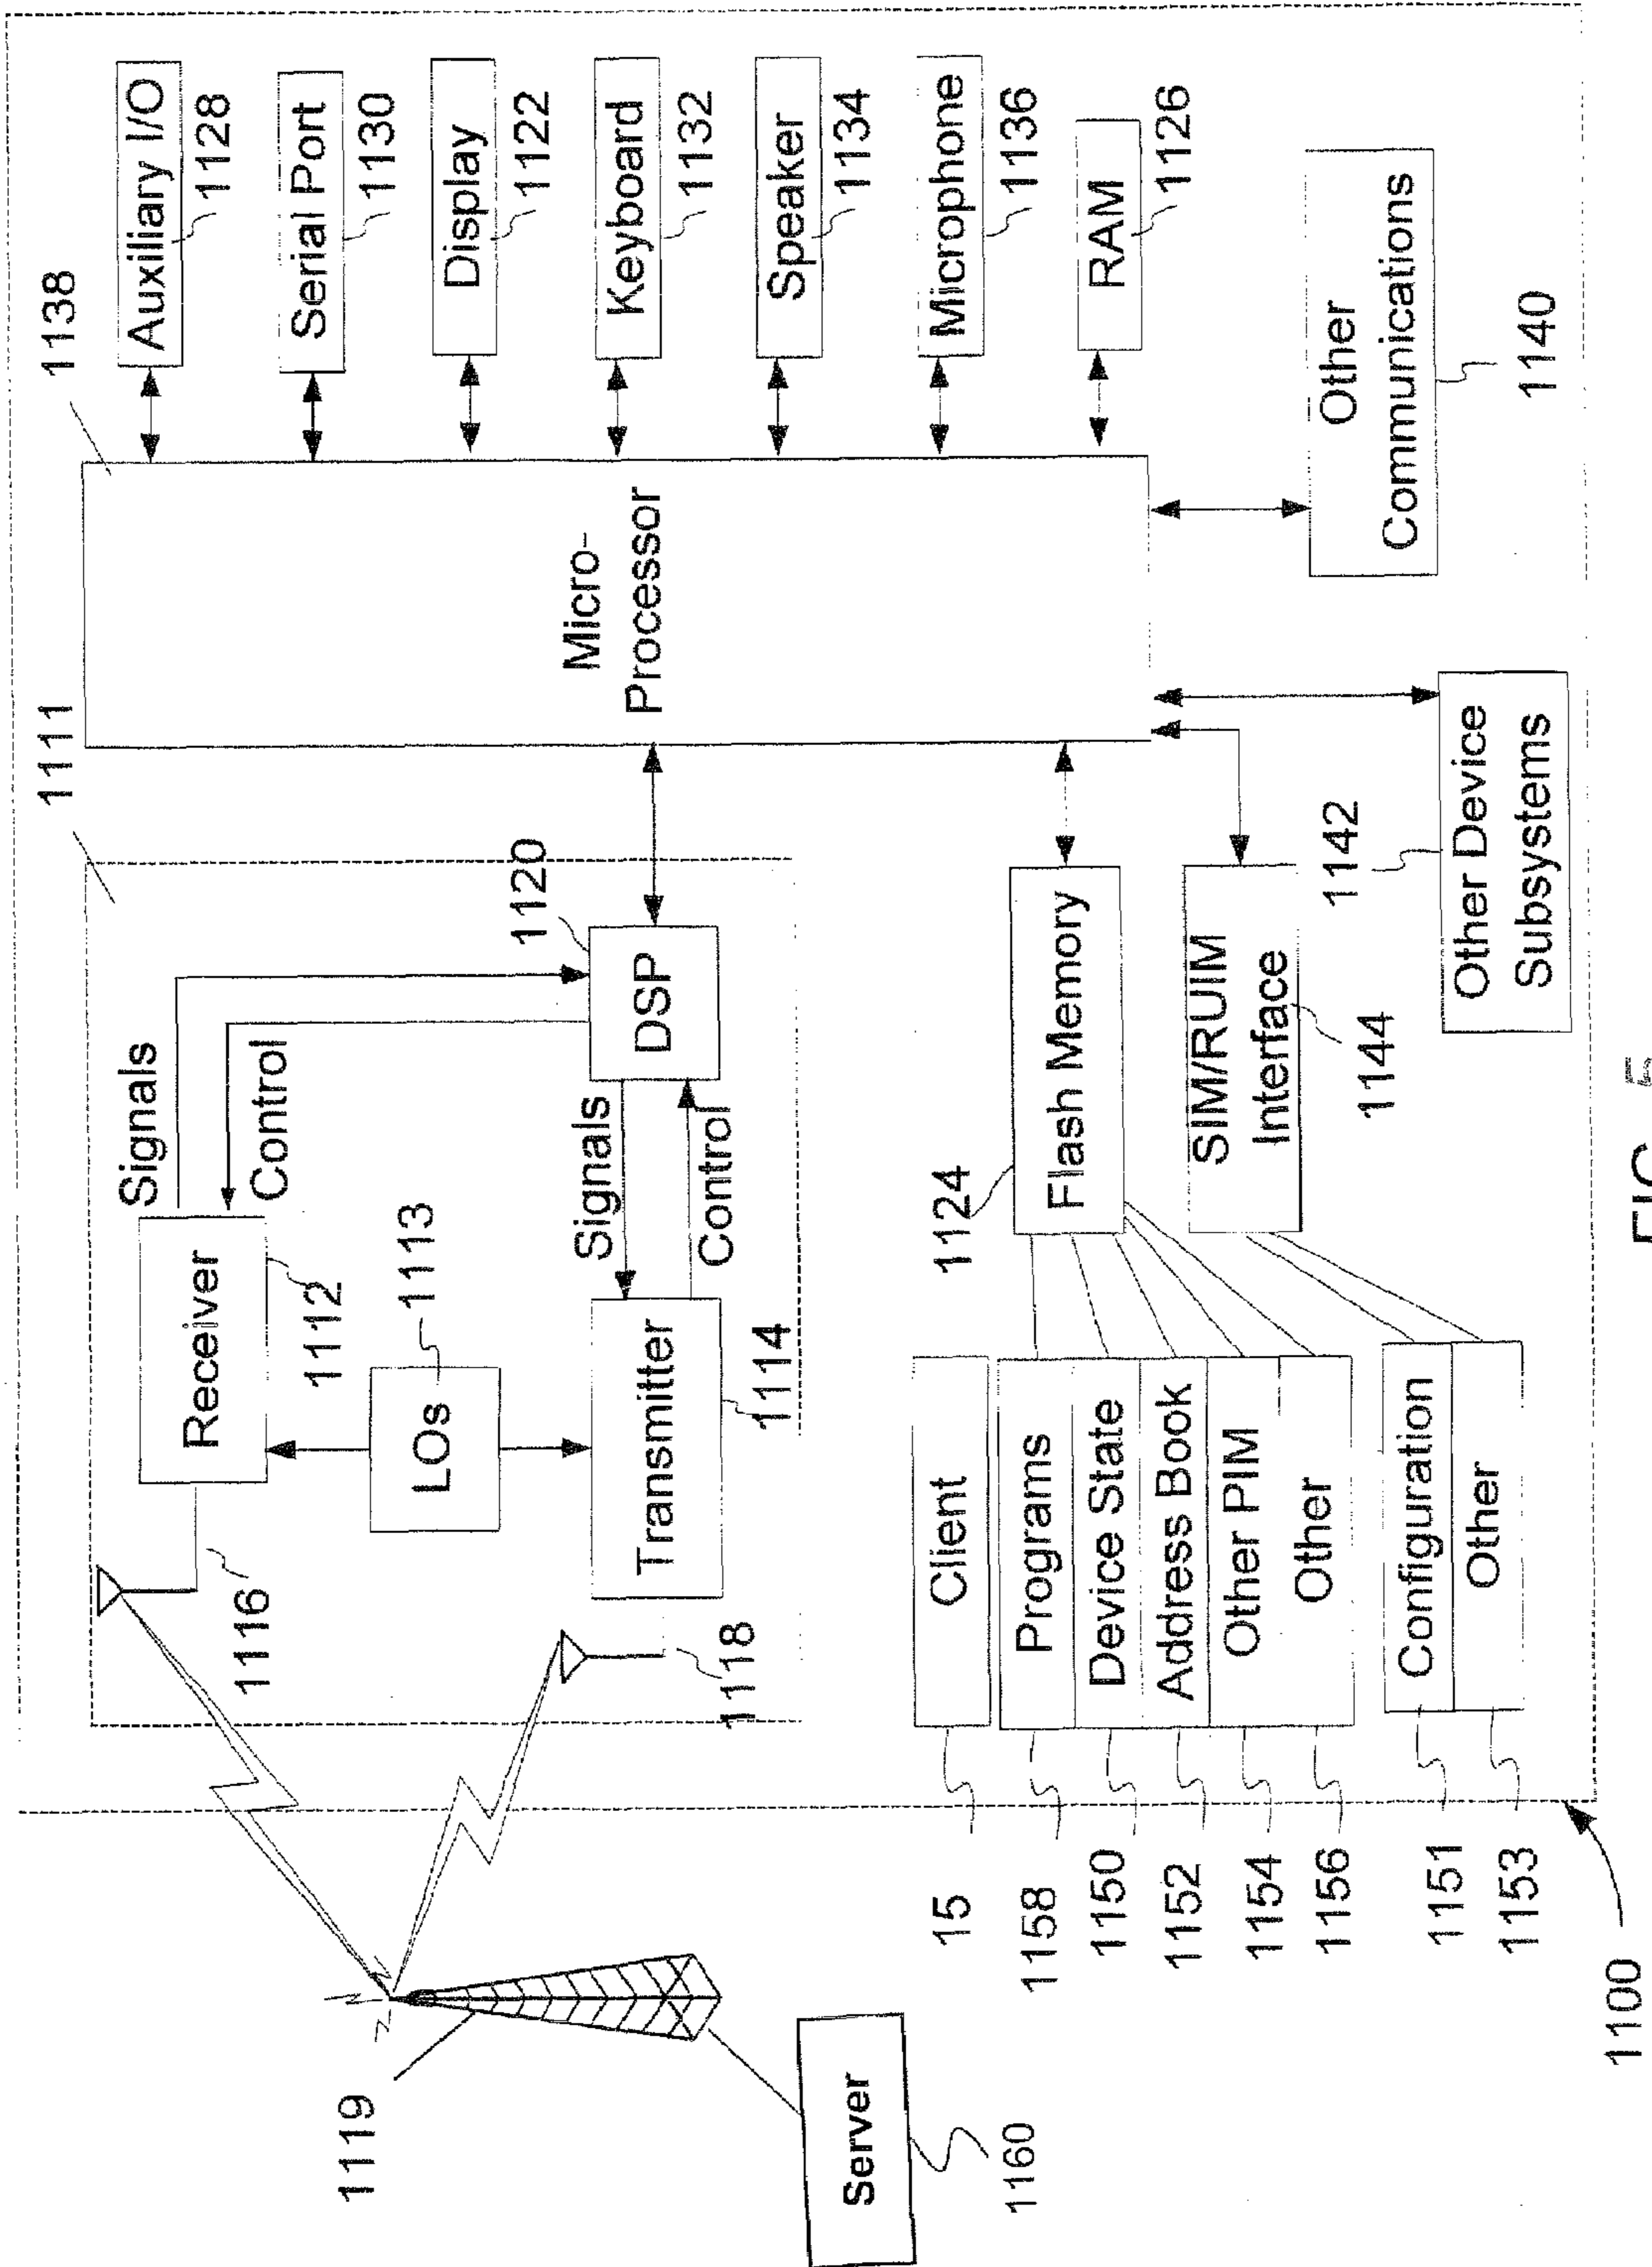 1138
1111
Auxiliary I/O
1128
Serial Port
1130
Display
1122
Keyboard
1132
Speaker
1134
Microphone
1136
RAM
1126
Other
Communications
1140
Micro-
Processor
Signals
Control
1120
DSP
Signals
Control
Receiver
1112
LOs
1113
Transmitter
1114
1116
1118
1119
Server
1160
1124
Flash Memory
SIM/RUIM
Interface
1144
1142
Other Device
Subsystems
Client
Programs
Device State
Address Book
Other PIM
Other
Configuration
Other
15
1158
1150
1152
1154
1156
1151
1153
1100
FIG. 5